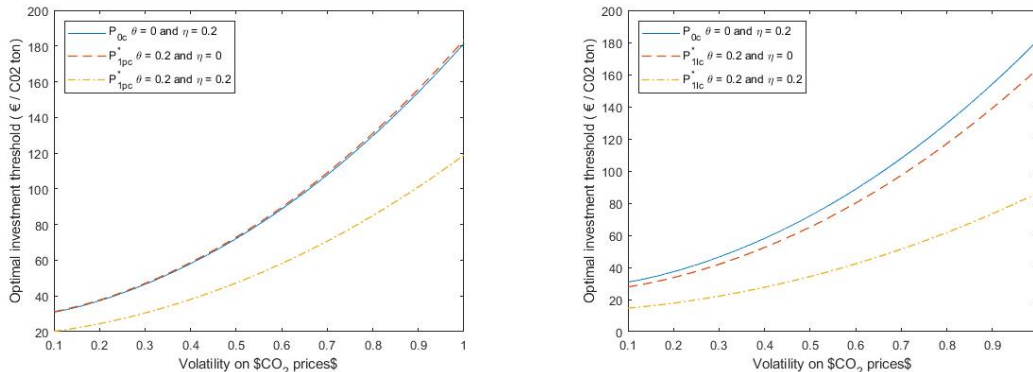 200
180
160
140
120
100
80
60
40
20
Optimal investment threshold ( € / C02 ton)
P0c θ = 0 and η = 0.2
P*1pc θ = 0.2 and η = 0
P*1pc θ = 0.2 and η = 0.2
0.1 0.2 0.3 0.4 0.5 0.6 0.7 0.8 0.9 1
Volatility on $CO2 prices$
200
180
160
140
120
100
80
60
40
20
0
Optimal investment threshold ( € / C02 ton)
P0c θ = 0 and η = 0.2
P*1lc θ = 0.2 and η = 0
P*1lc θ = 0.2 and η = 0.2
0.1 0.2 0.3 0.4 0.5 0.6 0.7 0.8 0.9
Volatility on $CO2 prices$